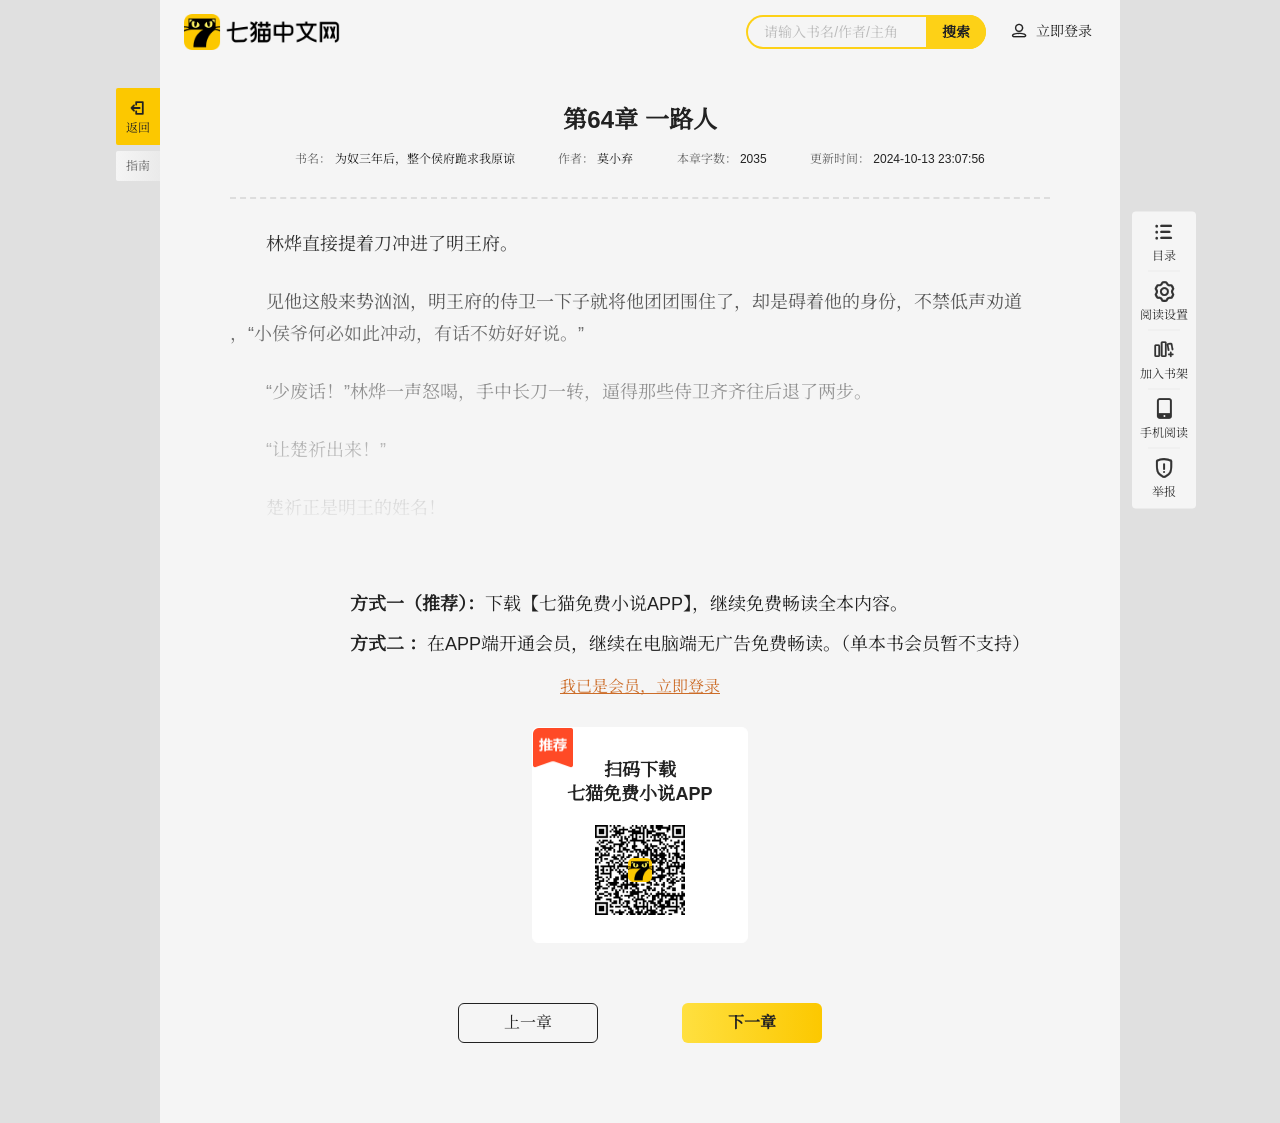 七猫中文网
请输入书名/作者/主角
搜索
立即登录
返回
指南
第64章 一路人
书名： 为奴三年后，整个侯府跪求我原谅 作者： 莫小弃 本章字数： 2035 更新时间： 2024-10-13 23:07:56
林烨直接提着刀冲进了明王府。
见他这般来势汹汹，明王府的侍卫一下子就将他团团围住了，却是碍着他的身份，不禁低声劝道
，“小侯爷何必如此冲动，有话不妨好好说。”
“少废话！”林烨一声怒喝，手中长刀一转，逼得那些侍卫齐齐往后退了两步。
“让楚祈出来！”
楚祈正是明王的姓名！
目录
阅读设置
加入书架
手机阅读
举报
方式一（推荐）：下载【七猫免费小说APP】，继续免费畅读全本内容。
方式二 ：在APP端开通会员，继续在电脑端无广告免费畅读。（单本书会员暂不支持）
我已是会员，立即登录
推荐
扫码下载
七猫免费小说APP
上一章
下一章